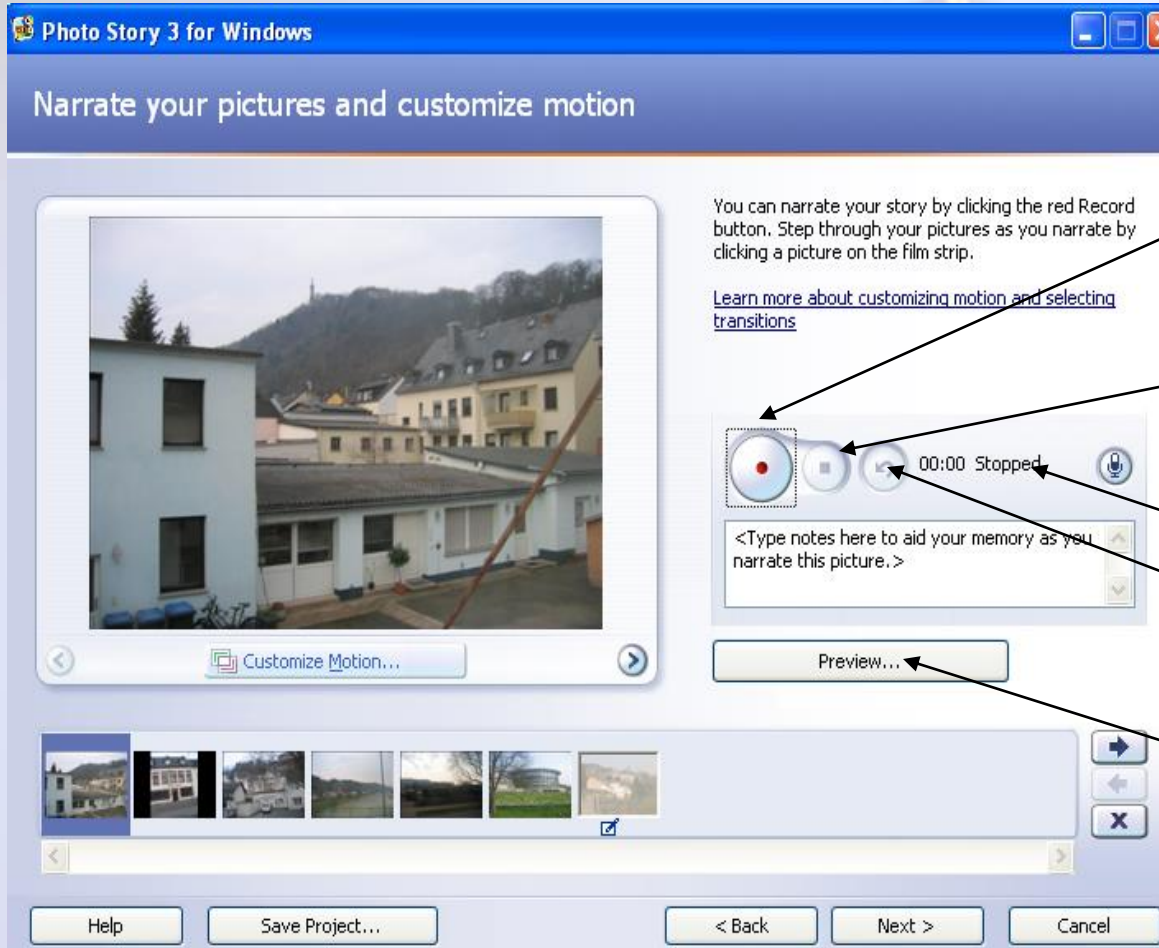 Photo Story 3 for Windows
Narrate your pictures and customize motion
You can narrate your story by clicking the red Record
button. Step through your pictures as you narrate by
clicking a picture on the film strip.
Learn more about customizing motion and selecting
transitions
00:00 Stopped
<Type notes here to aid your memory as you
narrate this picture.>
Customize Motion...
Preview...
Help
Save Project...
< Back
Next >
Cancel